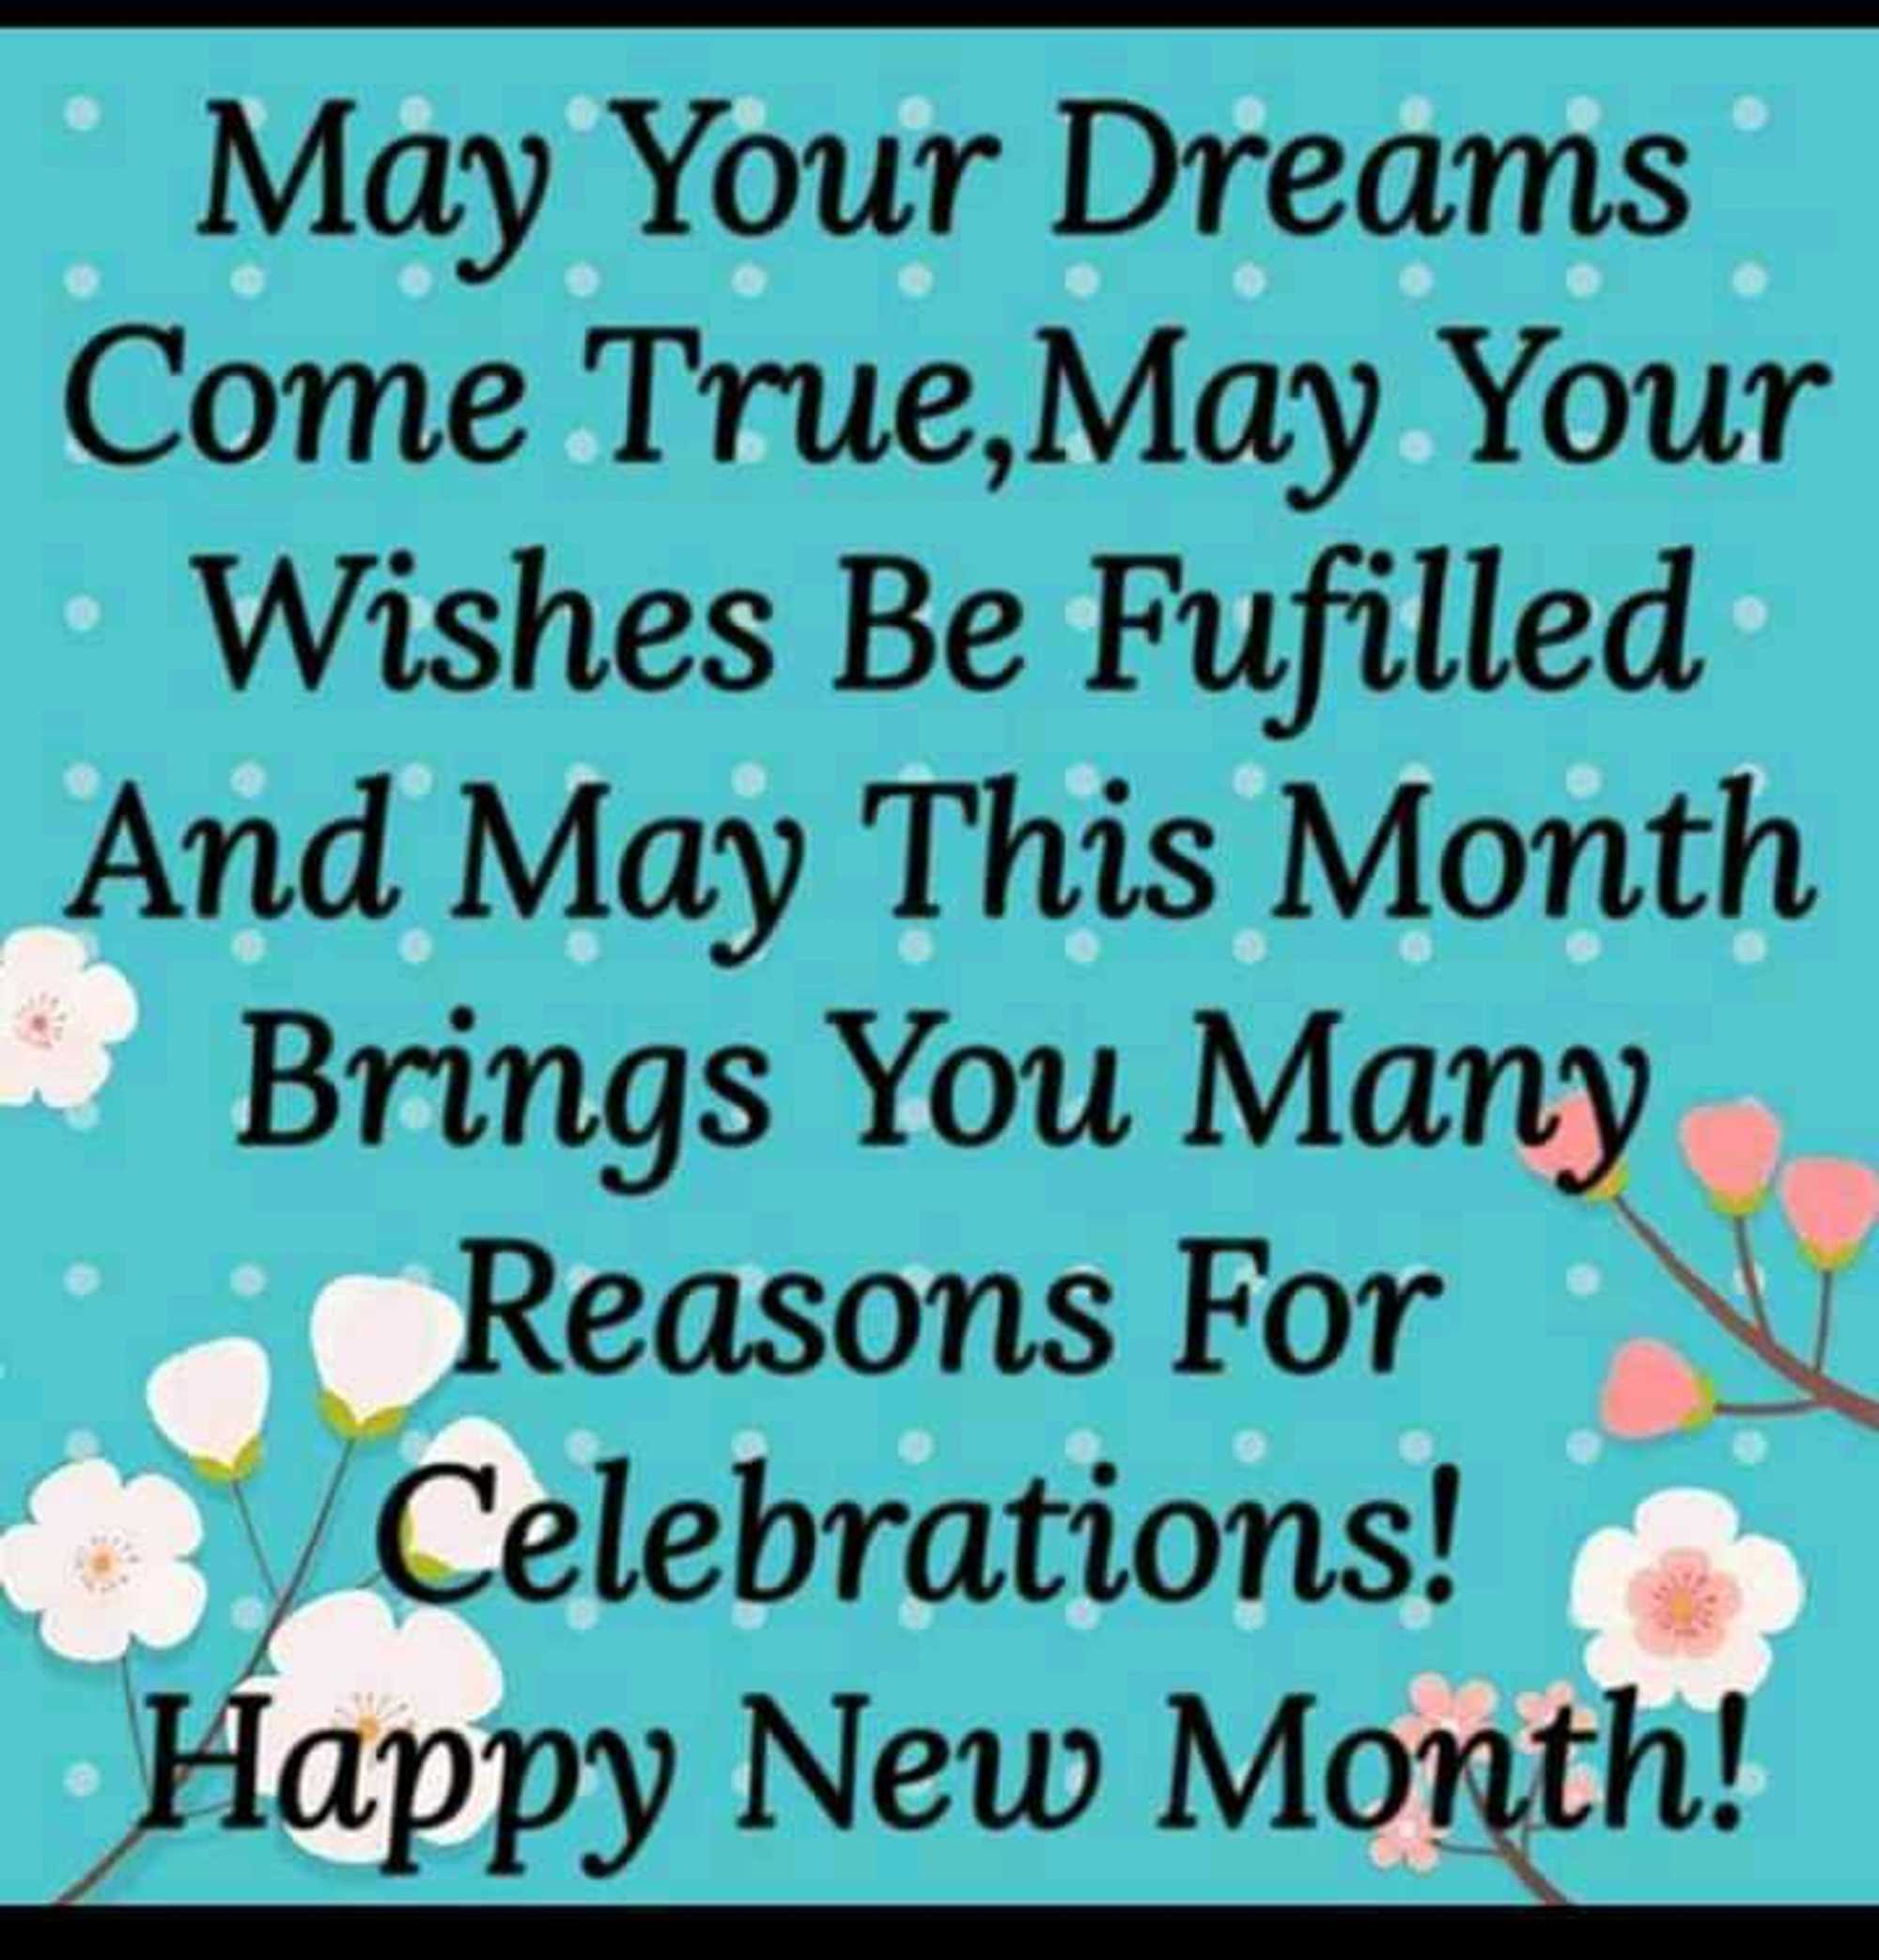 May Your Dreams
Come True,May Your
Wishes Be Fufilled
And May This Month
Brings You Many
Reasons For
Celebrations!
Happy New Month!